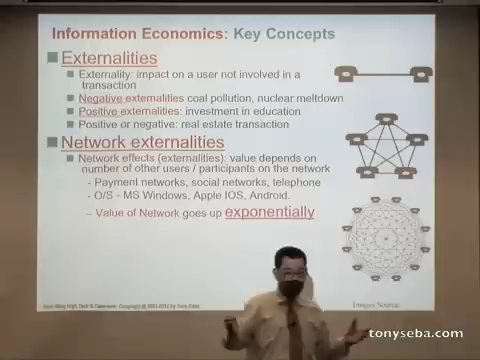 Information Economics: Key Concepts
Externalities
Externality: impact on a user not involved in a
transaction
Negative externalities coal pollution, nuclear meltdown
Positive externalities: investment in education
Positive or negative: real estate transaction
Network externalities
Network effects (externalities): value depends on
number of other users / participants on the network
- Payment networks, social networks, telephone
- O/S - MS Windows, Apple IOS, Android.
- Value of Network goes up exponentially
Images Source:
tonyseba.com